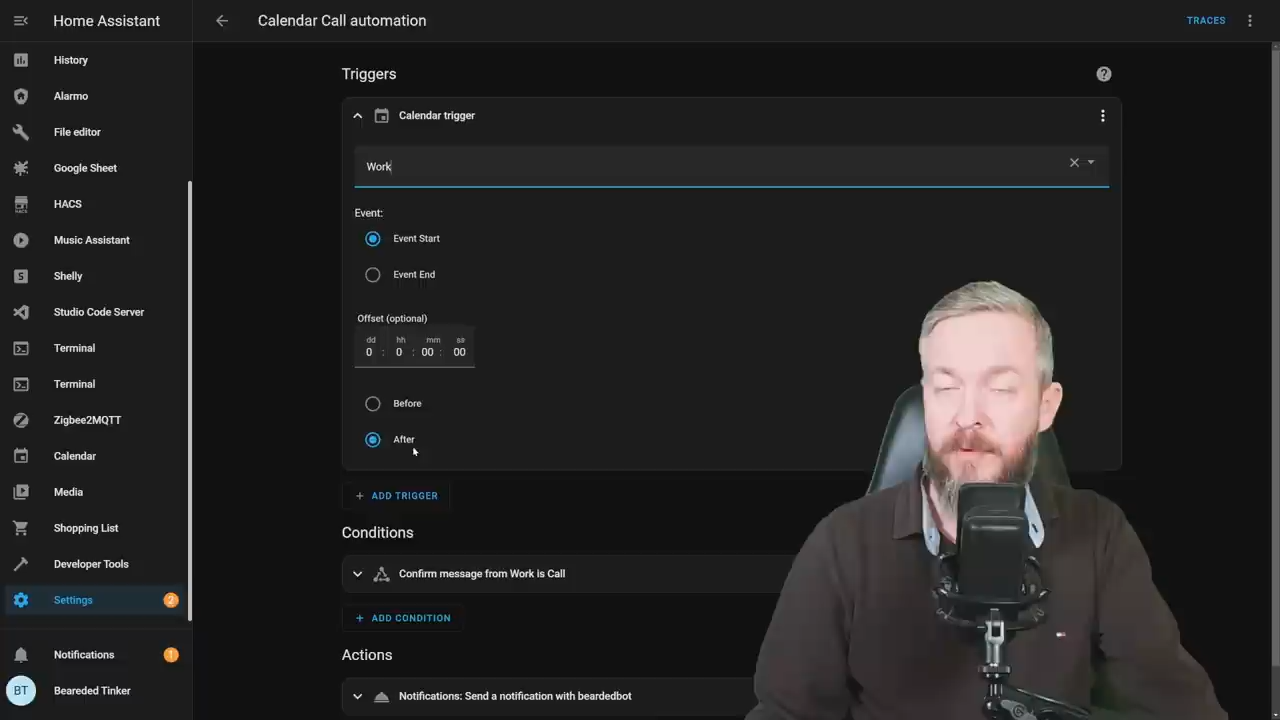 Home Assistant
History
Alarmo
File editor
Google Sheet
HACS
HACS
Music Assistant
Shelly
S
Studio Code Server
Terminal
Terminal
Zigbee2MQTT
Calendar
Media
Shopping List
Developer Tools
Settings 2
Notifications 1
BT Beareded Tinker
Calendar Call automation
TRACES
Triggers
Calendar trigger
Work
Event:
Event Start
Event End
Offset (optional)
dd hh mm ss
0 : 0 : 00 : 00
Before
After
+ ADD TRIGGER
Conditions
Confirm message from Work is Call
+ ADD CONDITION
Actions
Notifications: Send a notification with beardedbot